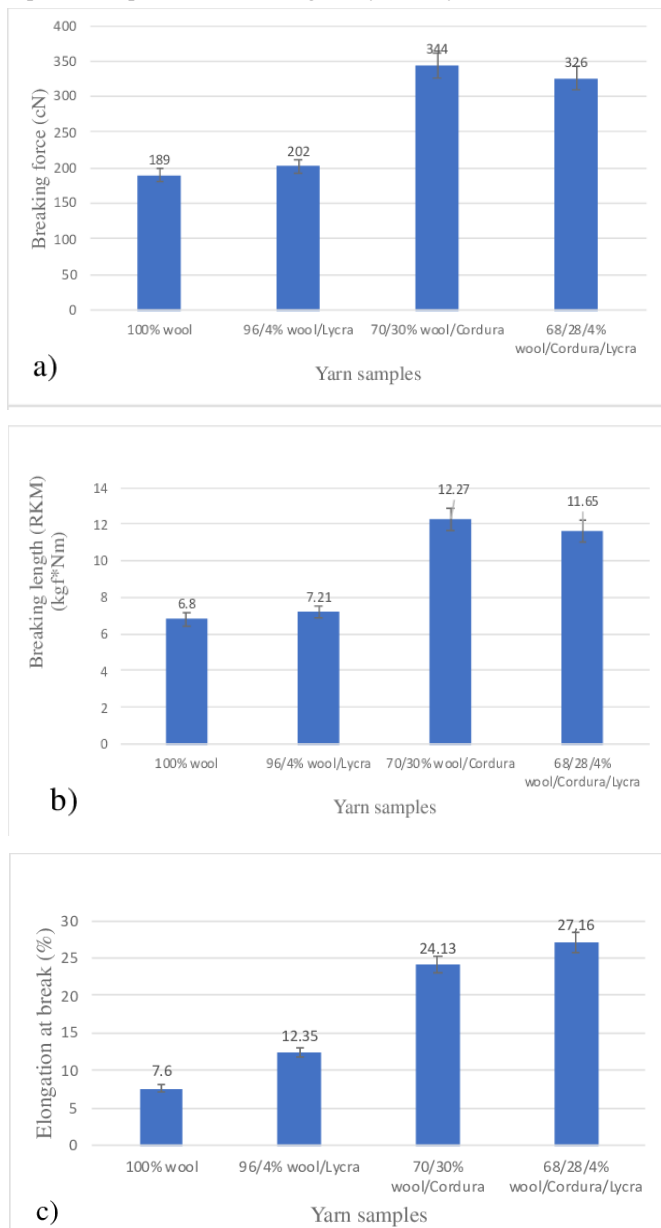 400
350
300
250
200
150
100
50
0
Breaking force (cN)
189
202
344
326
100% wool
96/4% wool/Lycra
70/30% wool/Cordura
68/28/4%
wool/Cordura/Lycra
a)
Yarn samples
14
12
10
8
6
4
2
0
Breaking length (RKM)
(kgf*Nm)
6.8
7.21
12.27
11.65
100% wool
96/4% wool/Lycra
70/30% wool/Cordura
68/28/4%
wool/Cordura/Lycra
b)
Yarn samples
30
25
20
15
10
5
0
Elongation at break (%)
7.6
12.35
24.13
27.16
100% wool
96/4% wool/Lycra
70/30%
wool/Cordura
68/28/4%
wool/Cordura/Lycra
c)
Yarn samples